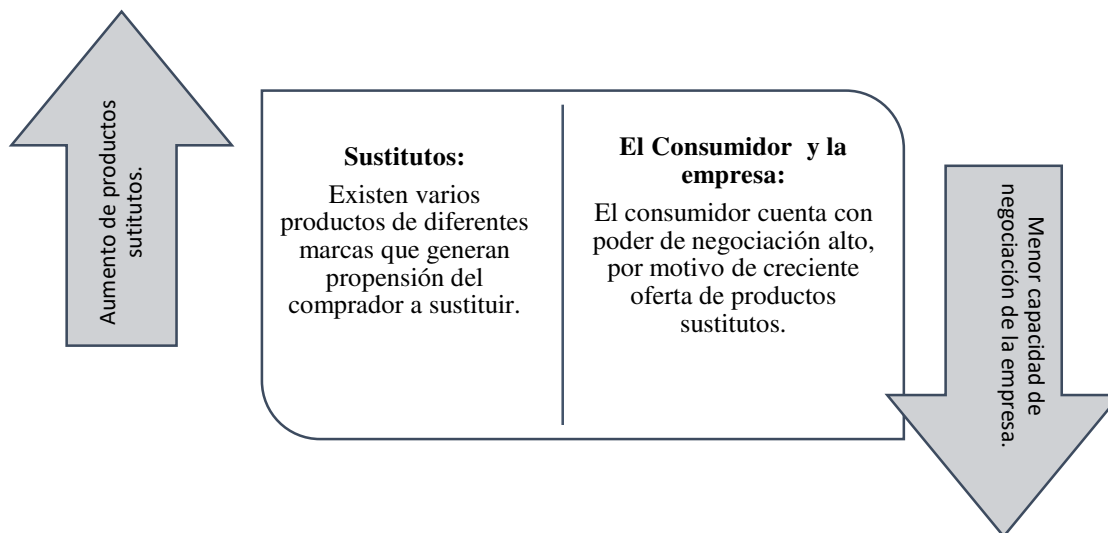 Aumento de productos
sutitutos.
Sustitutos:
Existen varios
productos de diferentes
marcas que generan
propensión del
comprador a sustituir.
El Consumidor y la
empresa:
El consumidor cuenta con
poder de negociación alto,
por motivo de creciente
oferta de productos
sustitutos.
Menor capacidad de
negociación de la empresa.